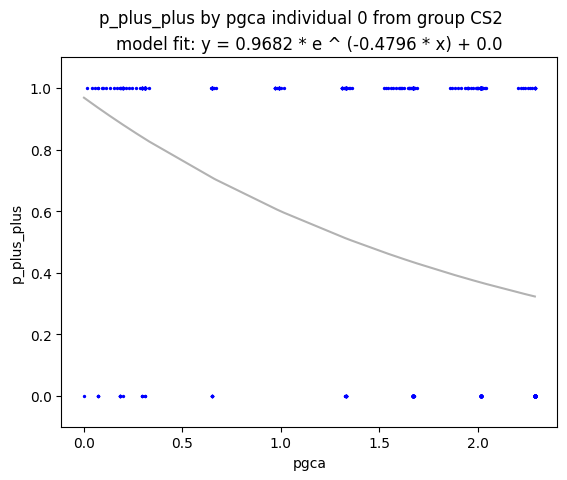 p_plus_plus by pgca individual 0 from group CS2
model fit: y = 0.9682 * e ^ (-0.4796 * x) + 0.0
1.0
0.8
0.6
0.4
0.2
0.0
p_plus_plus
0.0 0.5 1.0 1.5 2.0
pgca